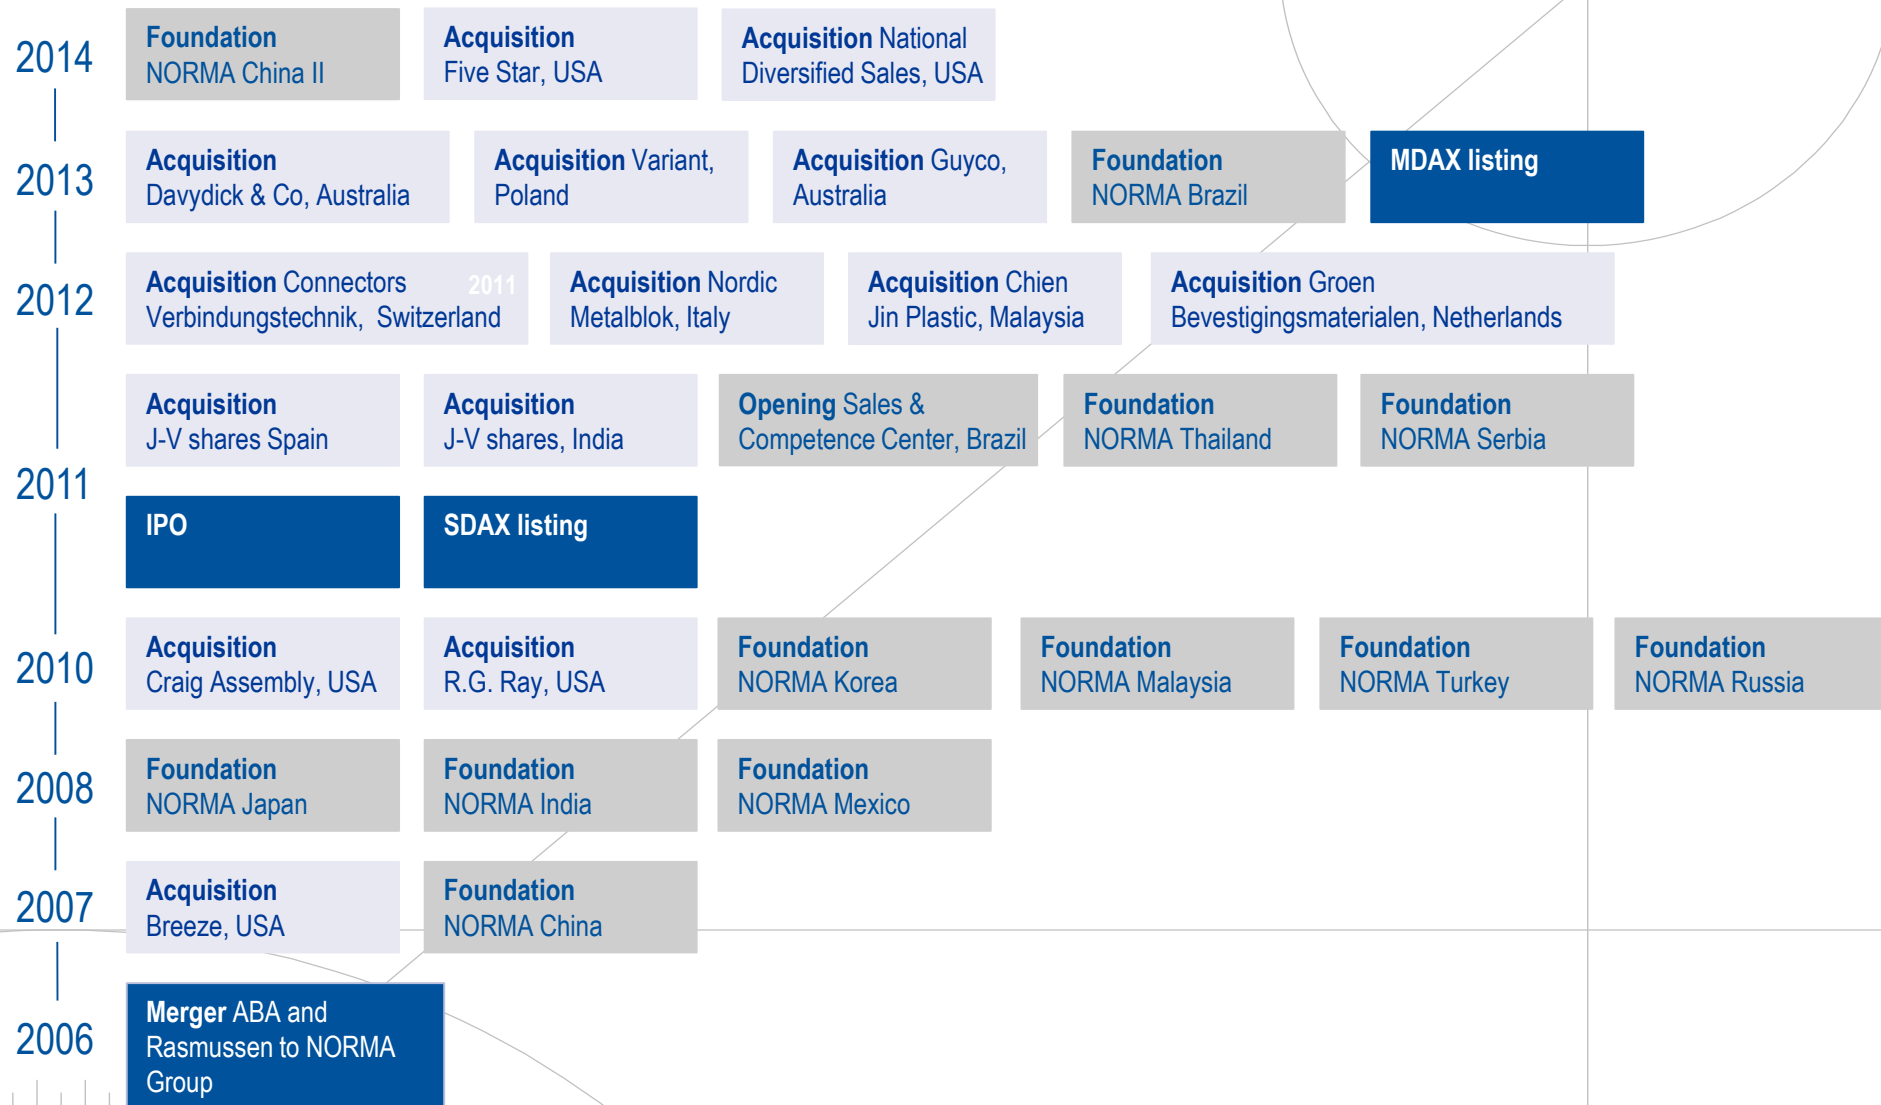 2014
Foundation
NORMA China II
Acquisition
Five Star, USA
Acquisition National
Diversified Sales, USA
2013
Acquisition
Davydick & Co, Australia
Acquisition Variant,
Poland
Acquisition Guyco,
Australia
Foundation
NORMA Brazil
MDAX listing
2012
Acquisition Connectors
Verbindungstechnik, Switzerland
2011
Acquisition Nordic
Metalblok, Italy
Acquisition Chien
Jin Plastic, Malaysia
Acquisition Groen
Bevestigingsmaterialen, Netherlands
2011
Acquisition
J-V shares Spain
Acquisition
J-V shares, India
Opening Sales &
Competence Center, Brazil
Foundation
NORMA Thailand
Foundation
NORMA Serbia
IPO
SDAX listing
2010
Acquisition
Craig Assembly, USA
Acquisition
R.G. Ray, USA
Foundation
NORMA Korea
Foundation
NORMA Malaysia
Foundation
NORMA Turkey
Foundation
NORMA Russia
2008
Foundation
NORMA Japan
Foundation
NORMA India
Foundation
NORMA Mexico
2007
Acquisition
Breeze, USA
Foundation
NORMA China
2006
Merger ABA and
Rasmussen to NORMA
Group